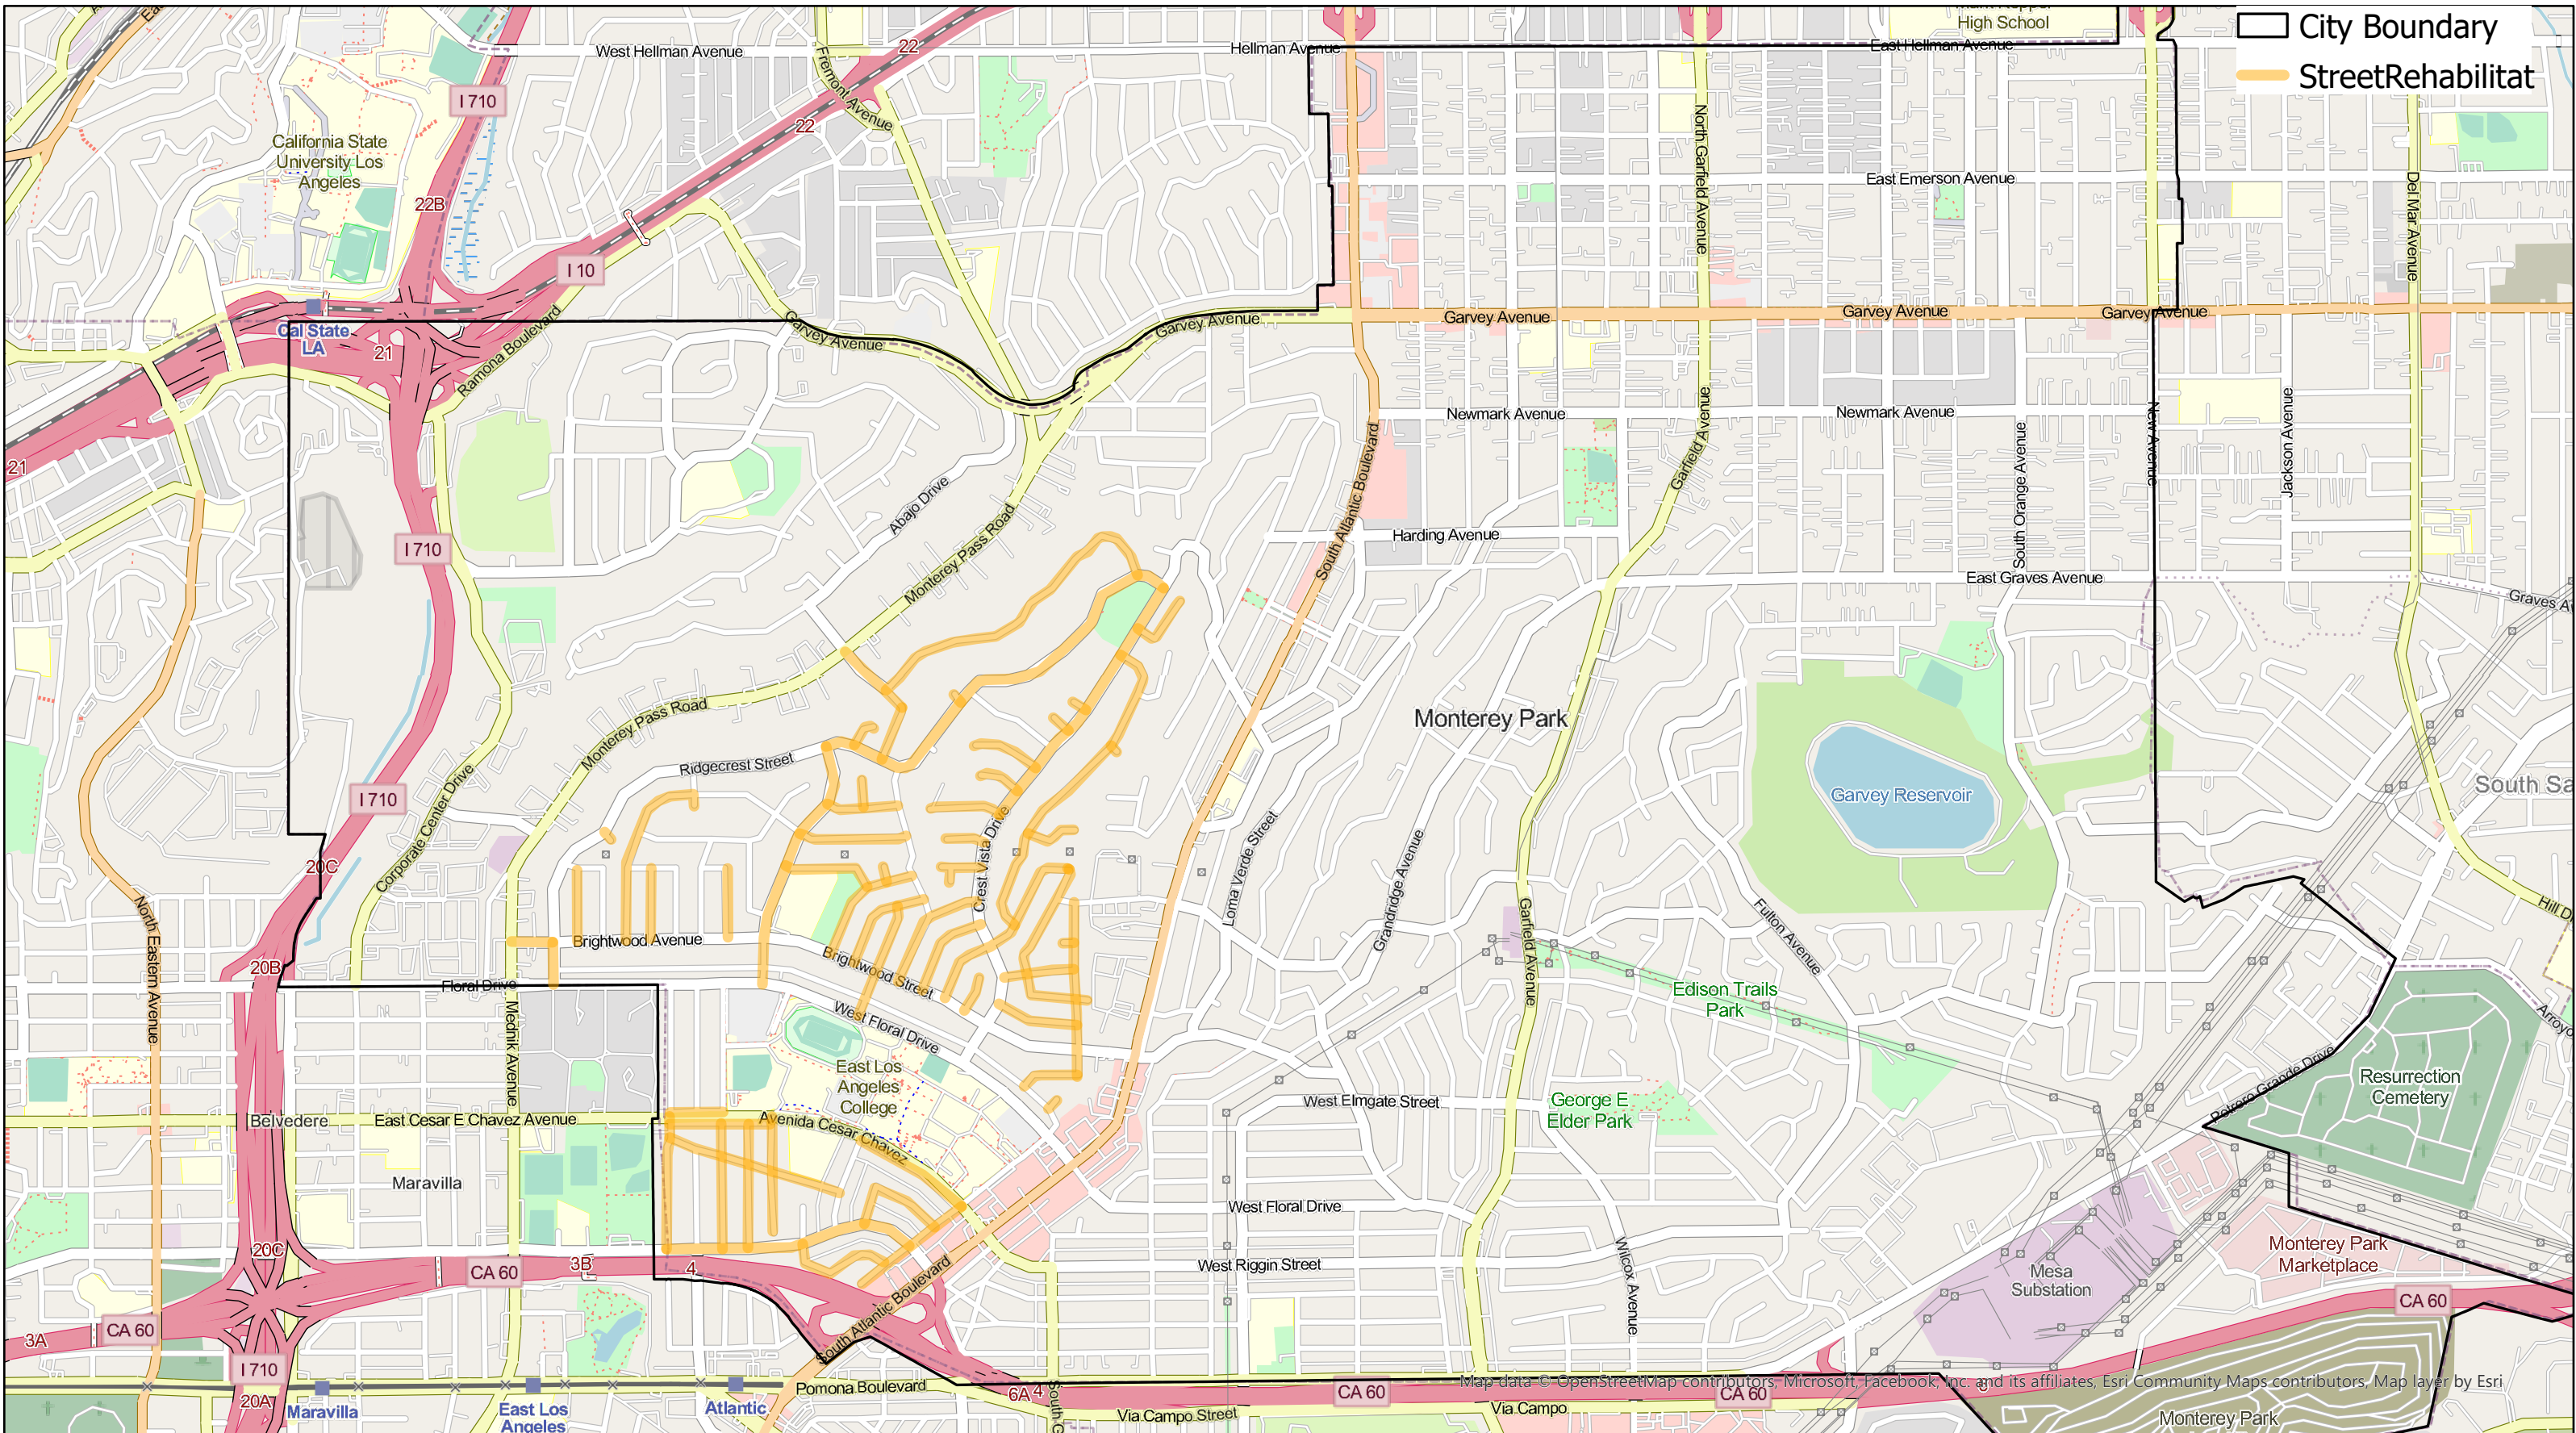 High School
City Boundary
StreetRehabilitat
West Hellman Avenue
22
Hellman Avenue
East Hellman Avenue
I 710
Fremont Avenue
22
California State
University Los
Angeles
22B
North Garfield Avenue
East Emerson Avenue
Del Mar Avenue
I 10
Cal State
LA
21
Ramona Boulevard
Garvey Avenue
Garvey Avenue
Garvey Avenue
Garvey Avenue
Garvey Avenue
21
Newmark Avenue
Newmark Avenue
Garfield Avenue
New Avenue
Jackson Avenue
South Orange Avenue
Abajo Drive
Monterey Pass Road
South Atlantic Boulevard
Harding Avenue
I 710
East Graves Avenue
Graves A
Monterey Pass Road
Monterey Park
Ridgecrest Street
Garvey Reservoir
South Sa
I 710
Corporate Center Drive
Crest Vista Drive
Loma Verde Street
Grandridge Avenue
20C
North Eastern Avenue
Brightwood Avenue
Brightwood Street
Garfield Avenue
Fulton Avenue
Hill D
20B
Floral Drive
West Floral Drive
Edison Trails
Park
Mednik Avenue
East Los
Angeles
College
Arroyo
Potrero Grande Drive
Resurrection
Cemetery
Belvedere
East Cesar E Chavez Avenue
Avenida Cesar Chavez
West Elmgate Street
George E
Elder Park
Maravilla
West Floral Drive
20C
CA 60
3B
4
West Riggin Street
Wilcox Avenue
Mesa
Substation
Monterey Park
Marketplace
CA 60
3A
CA 60
South Atlantic Boulevard
I 710
20A
Maravilla
East Los
Angeles
Atlantic
Pomona Boulevard
6A
4
South G
CA 60
CA 60
Via Campo Street
Via Campo
Map data © OpenStreetMap contributors, Microsoft, Facebook, Inc. and its affiliates, Esri Community Maps contributors, Map layer by Esri
Monterey Park